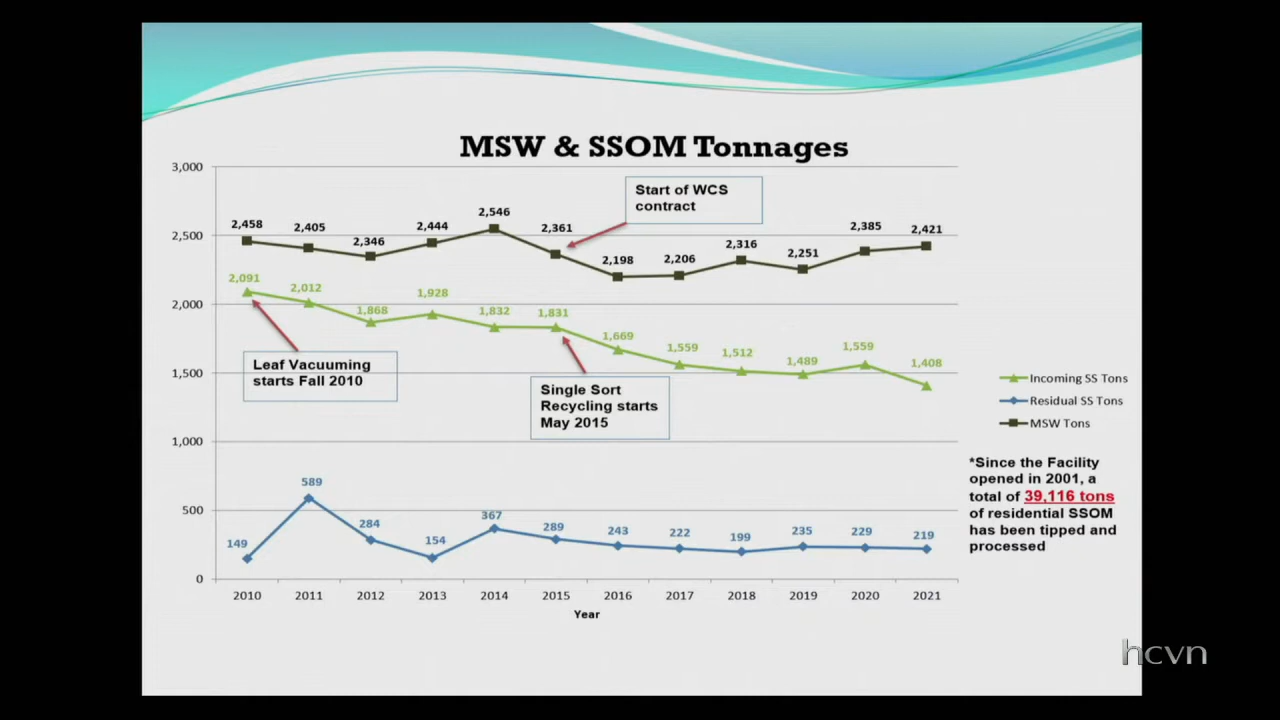 MSW & SSOM Tonnages
3,000
2,500
2,000
1,500
1,000
500
0
Start of WCS
contract
2,458
2,405
2,346
2,444
2,546
2,361
2,198
2,206
2,316
2,251
2,385
2,421
2,091
2,012
1,868
1,928
1,832
1,831
1,669
1,559
1,512
1,489
1,559
1,408
Leaf Vacuuming
starts Fall 2010
Single Sort
Recycling starts
May 2015
149
589
284
154
367
289
243
222
199
235
229
219
2010
2011
2012
2013
2014
2015
2016
2017
2018
2019
2020
2021
Year
Incoming SS Tons
Residual SS Tons
MSW Tons
*Since the Facility
opened in 2001, a
total of 39,116 tons
of residential SSOM
has been tipped and
processed
hcvn